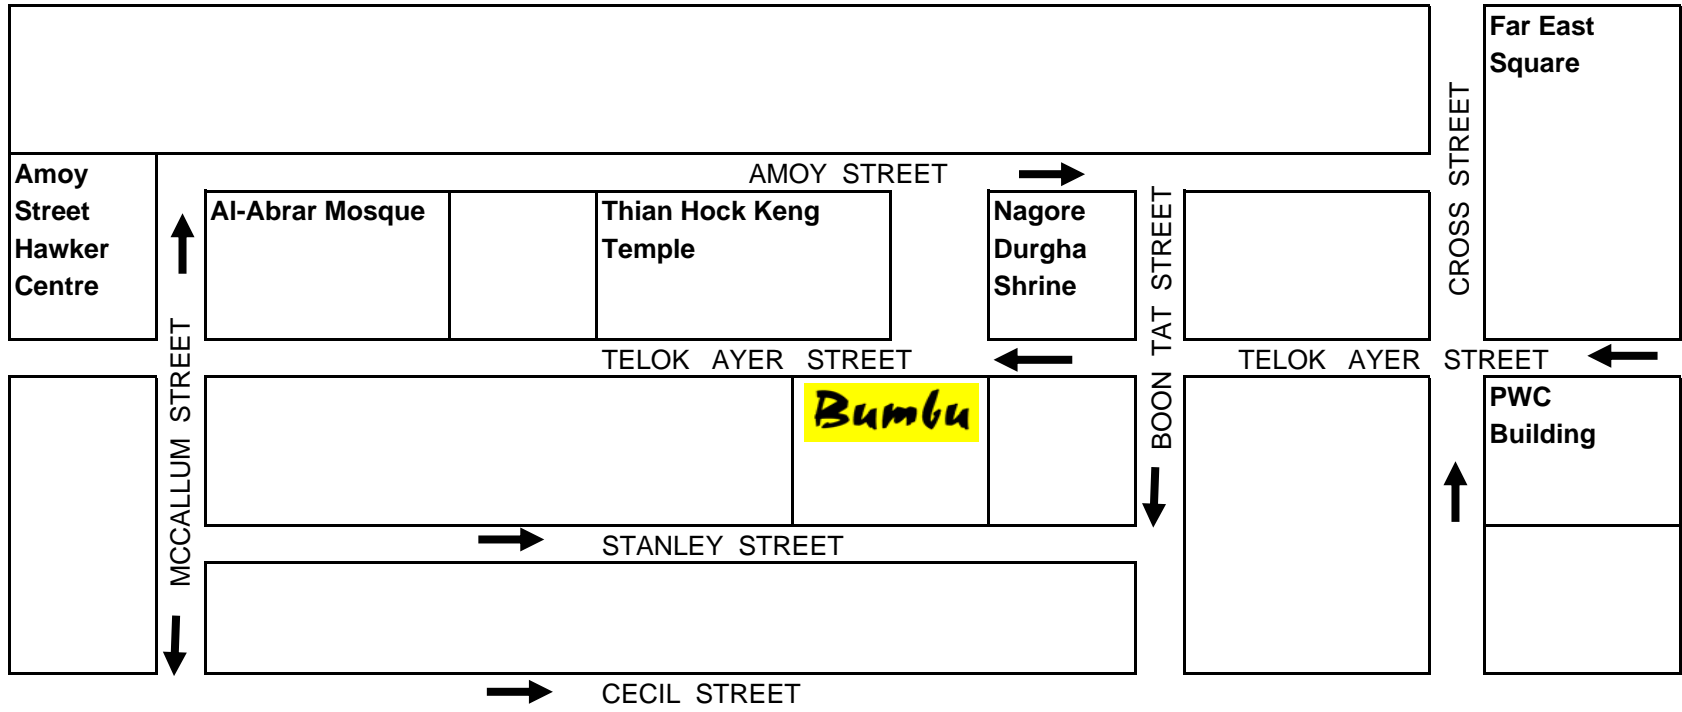 Far East
Square
CROSS STREET
AMOY STREET
Amoy
Street
Hawker
Centre
Al-Abrar Mosque
Thian Hock Keng
Temple
Nagore
Durgha
Shrine
BOON TAT STREET
MCCALLUM STREET
TELOK AYER STREET
TELOK AYER STREET
Bumbu
PWC
Building
STANLEY STREET
CECIL STREET